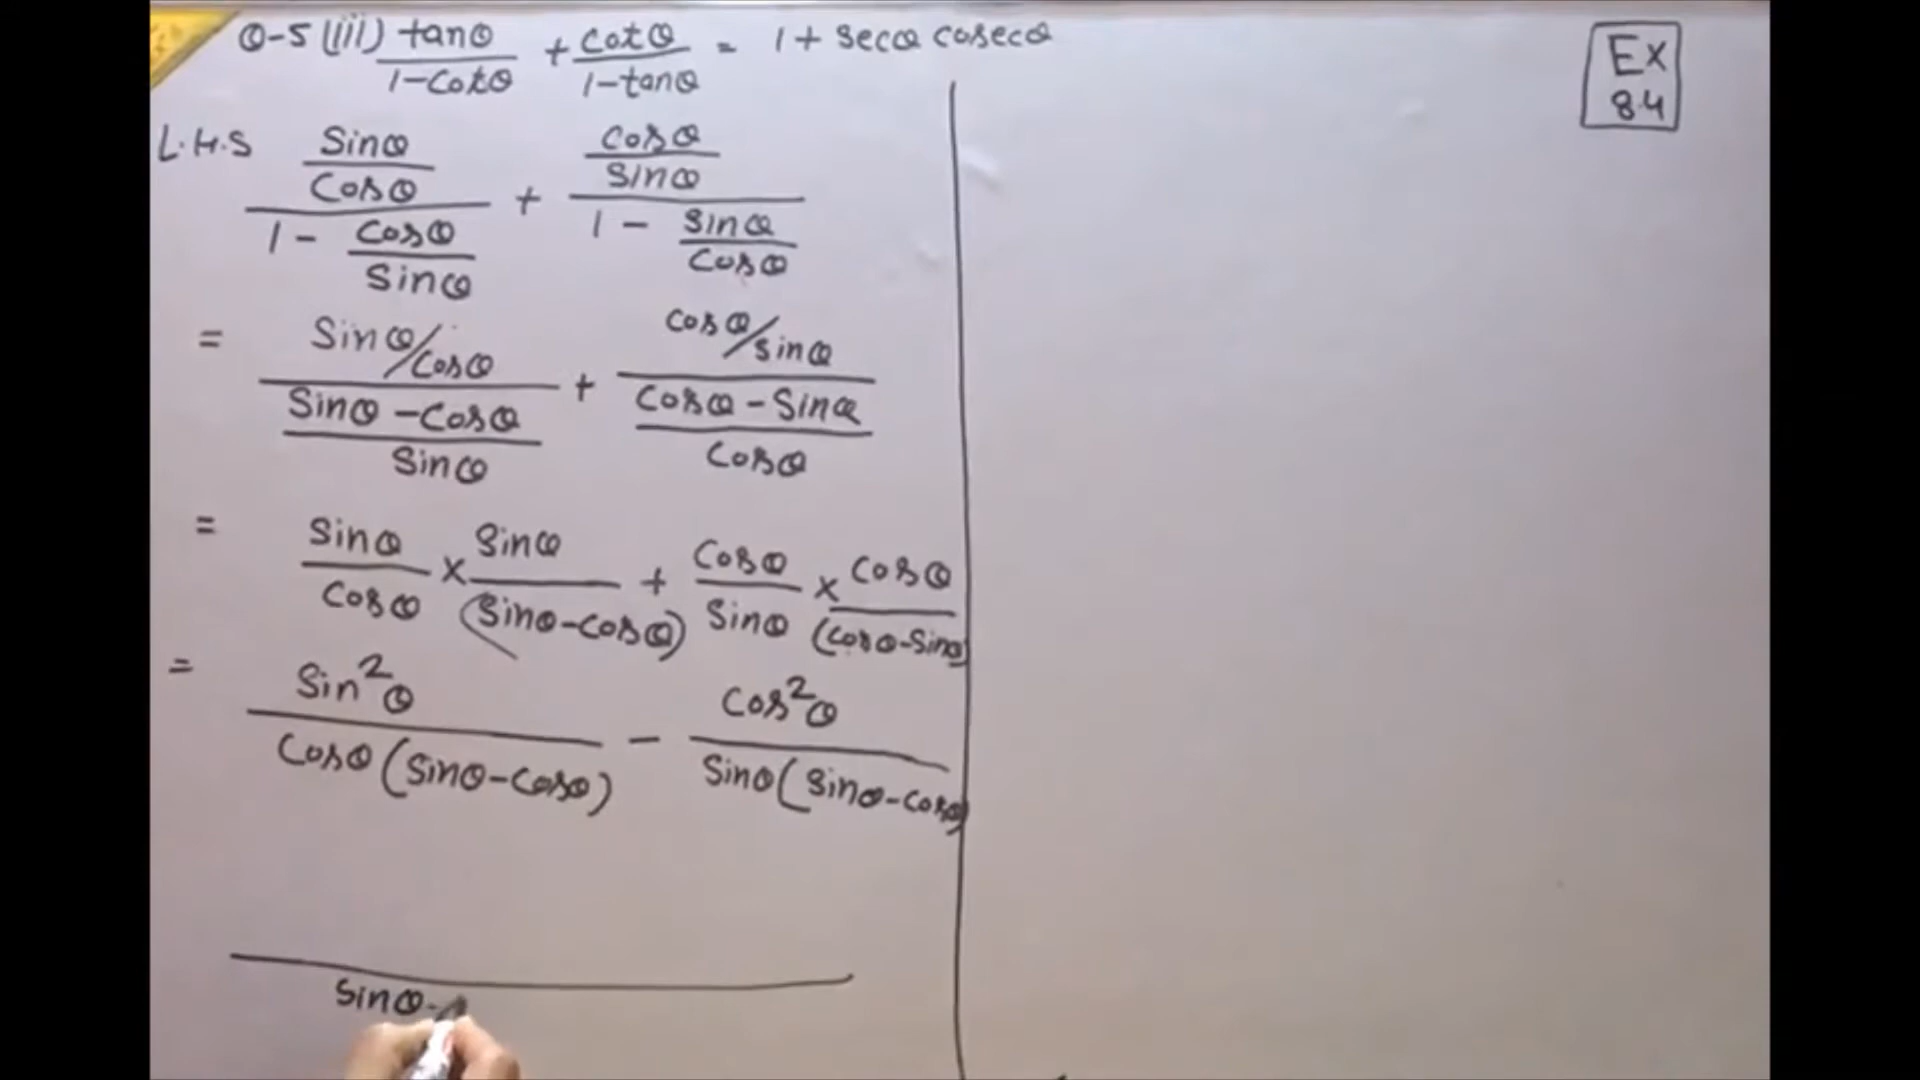 Q-5 (iii) tanθ/1-cotθ + cotθ/1-tanθ = 1 + secθ cosecθ
Ex 8.4
L.H.S (sinθ/cosθ)/(1 - cosθ/sinθ) + (cosθ/sinθ)/(1 - sinθ/cosθ)
= (sinθ/cosθ)/((sinθ-cosθ)/sinθ) + (cosθ/sinθ)/((cosθ-sinθ)/cosθ)
= sinθ/cosθ × sinθ/(sinθ-cosθ) + cosθ/sinθ × cosθ/(cosθ-sinθ)
= sin²θ/cosθ(sinθ-cosθ) - cos²θ/sinθ(sinθ-cosθ)
sinθ